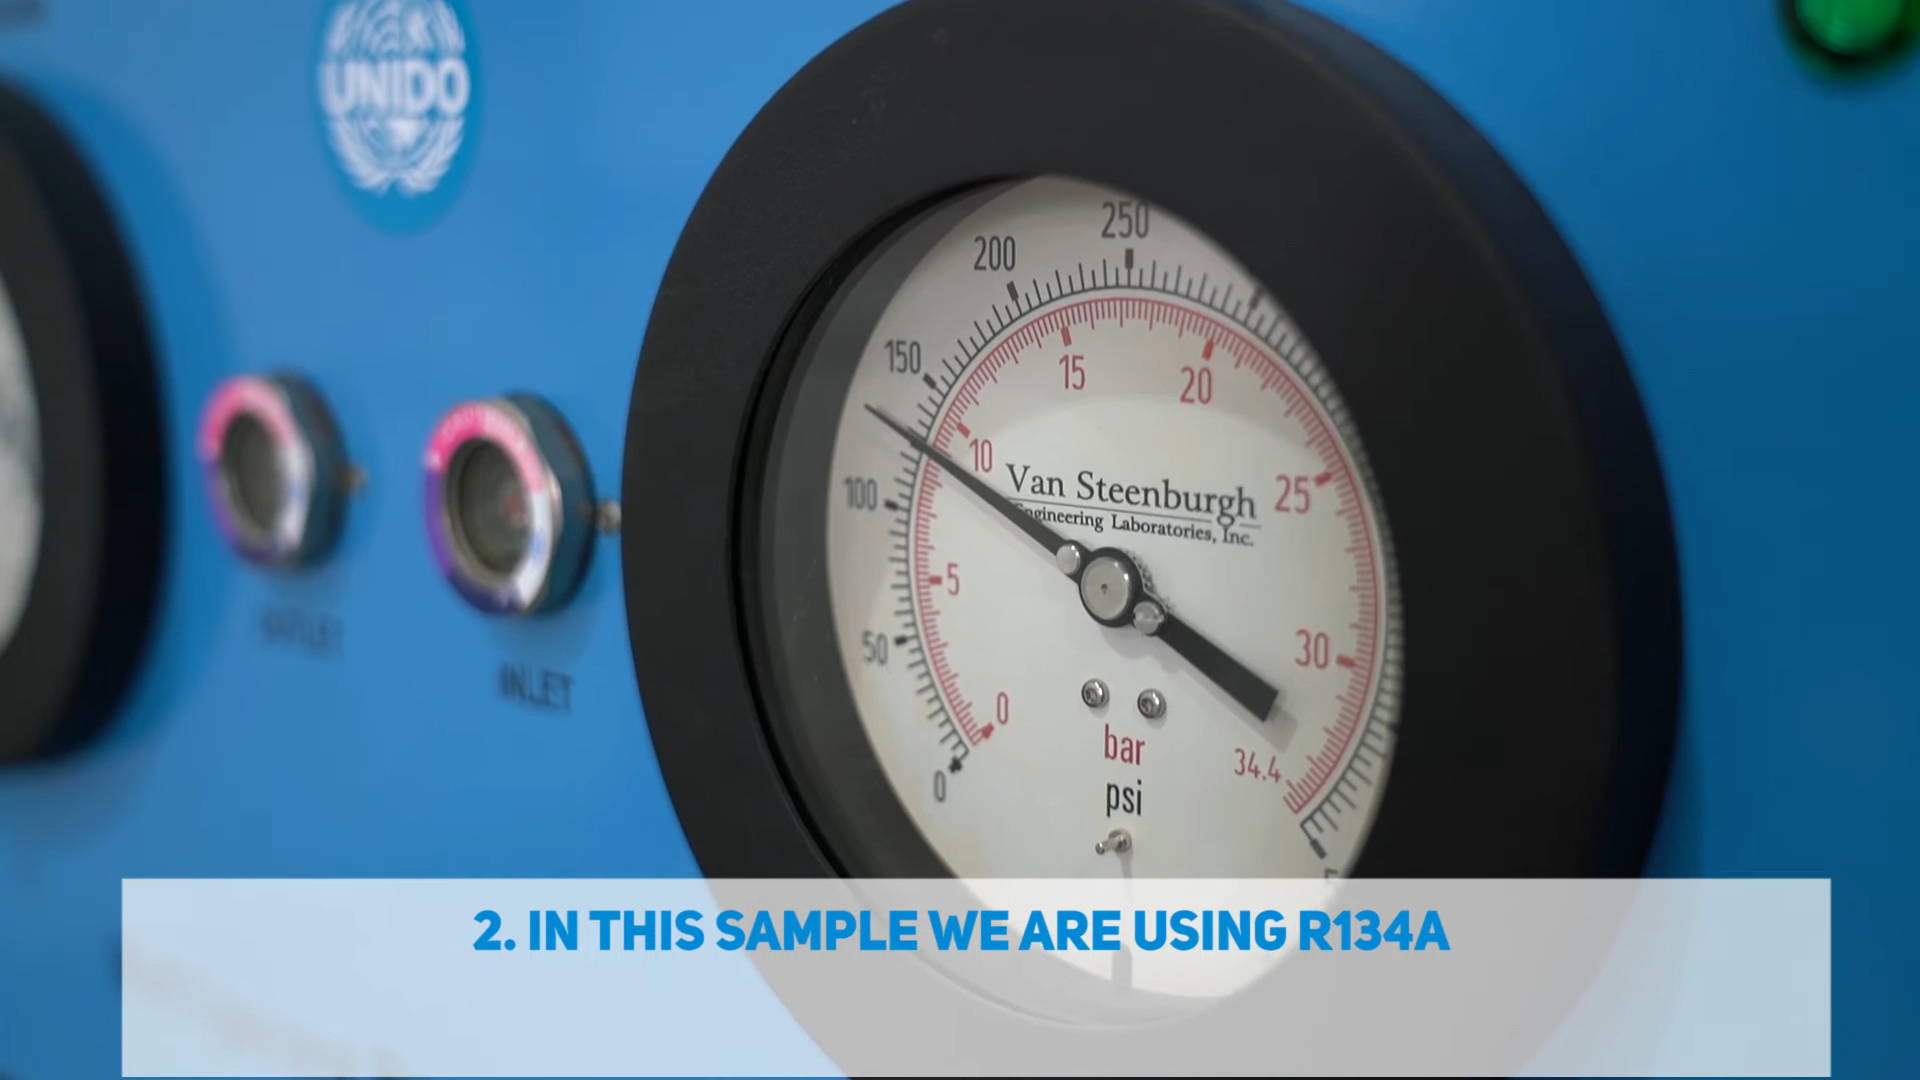 UNIDO
250
200
150
15
20
10
Van Steenburgh
Engineering Laboratories, Inc.
25
100
5
50
30
INLET
0
bar
34.4
psi
0
2. IN THIS SAMPLE WE ARE USING R134A